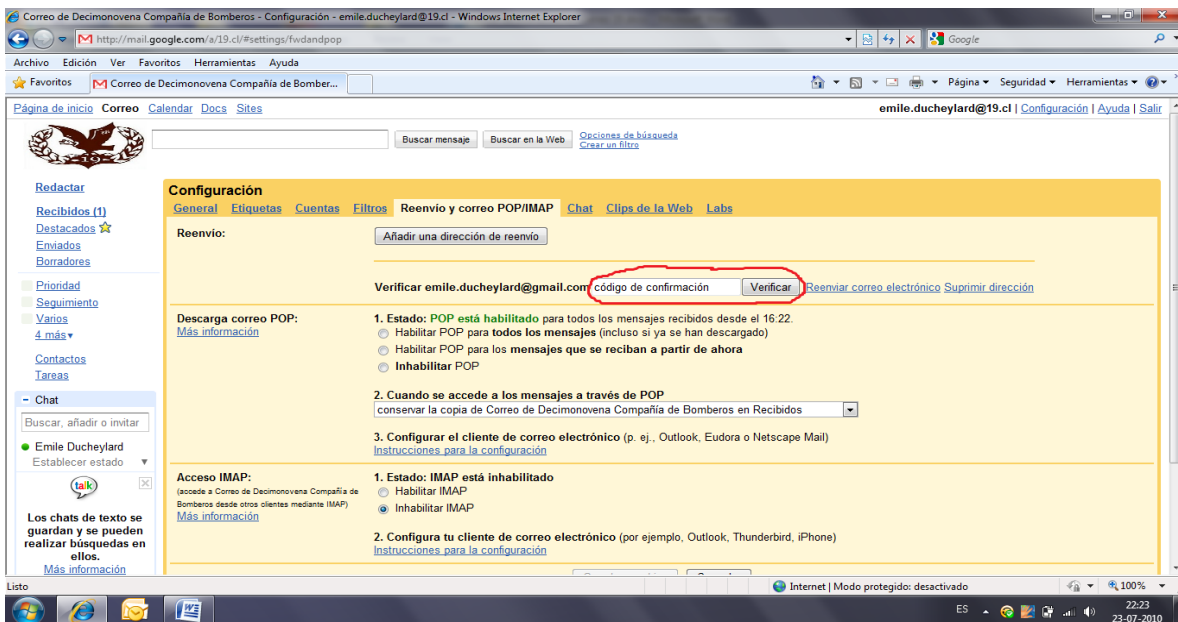 Correo de Decimonovena Compañía de Bomberos - Configuración - emile.ducheylard@19.cl - Windows Internet Explorer
http://mail.google.com/a/19.cl/#settings/fwdandpop
Google
Archivo Edición Ver Favoritos Herramientas Ayuda
Favoritos Correo de Decimonovena Compañía de Bomber... Página Seguridad Herramientas
Página de inicio Correo Calendar Docs Sites emile.ducheylard@19.cl | Configuración | Ayuda | Salir
Buscar mensaje Buscar en la Web Opciones de búsqueda
Crear un filtro
Redactar
Recibidos (1)
Destacados
Enviados
Borradores
Prioridad
Seguimiento
Varios
4 más▾
Contactos
Tareas
- Chat
Buscar, añadir o invitar
Emile Ducheylard
Establecer estado
talk
Los chats de texto se
guardan y se pueden
realizar búsquedas en
ellos.
Más información
Configuración
General Etiquetas Cuentas Filtros Reenvío y correo POP/IMAP Chat Clips de la Web Labs
Reenvío: Añadir una dirección de reenvío
Verificar emile.ducheylard@gmail.com código de confirmación Verificar Reenviar correo electrónico Suprimir dirección
Descarga correo POP:
Más información
1. Estado: POP está habilitado para todos los mensajes recibidos desde el 16:22.
Habilitar POP para todos los mensajes (incluso si ya se han descargado)
Habilitar POP para los mensajes que se reciban a partir de ahora
Inhabilitar POP
2. Cuando se accede a los mensajes a través de POP
conservar la copia de Correo de Decimonovena Compañía de Bomberos en Recibidos
3. Configurar el cliente de correo electrónico (p. ej., Outlook, Eudora o Netscape Mail)
Instrucciones para la configuración
Acceso IMAP:
(accede a Correo de Decimonovena Compañía de
Bomberos desde otros clientes mediante IMAP)
Más información
1. Estado: IMAP está inhabilitado
Habilitar IMAP
Inhabilitar IMAP
2. Configura tu cliente de correo electrónico (por ejemplo, Outlook, Thunderbird, iPhone)
Instrucciones para la configuración
Listo Internet | Modo protegido: desactivado 100%
ES 22:23
23-07-2010